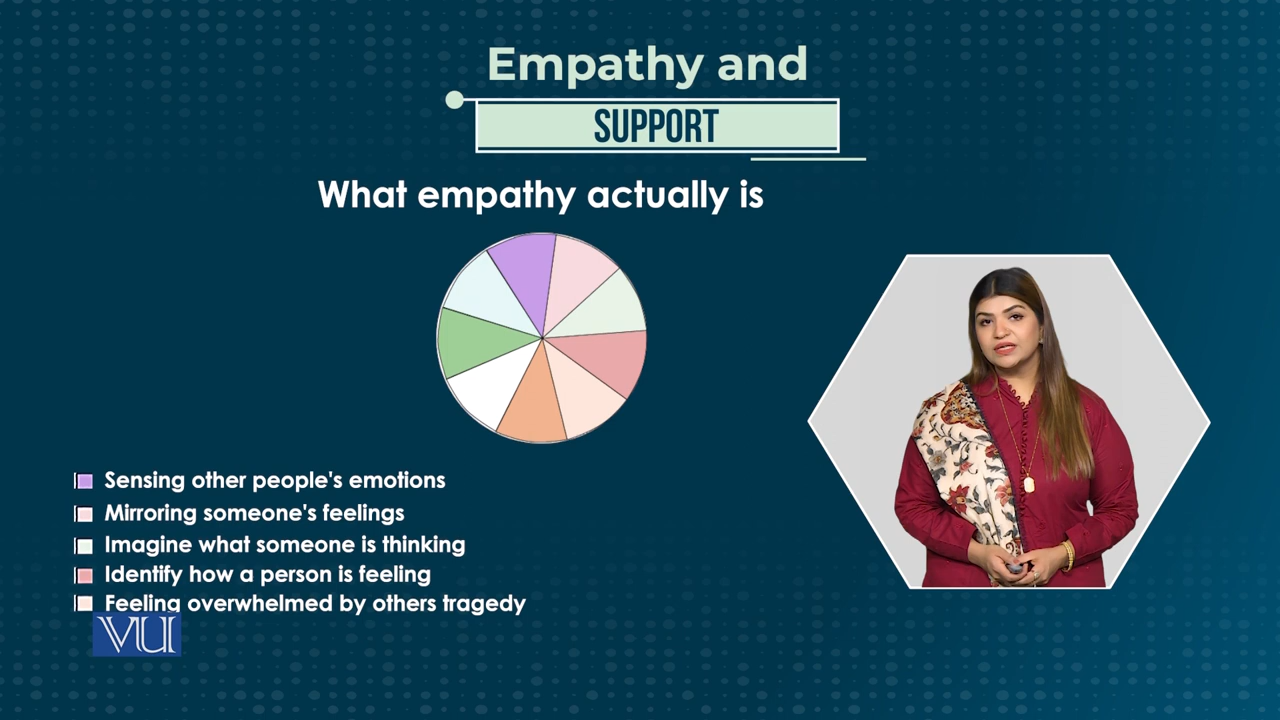 Empathy and
SUPPORT
What empathy actually is
Sensing other people's emotions
Mirroring someone's feelings
Imagine what someone is thinking
Identify how a person is feeling
Feeling overwhelmed by others tragedy
VU